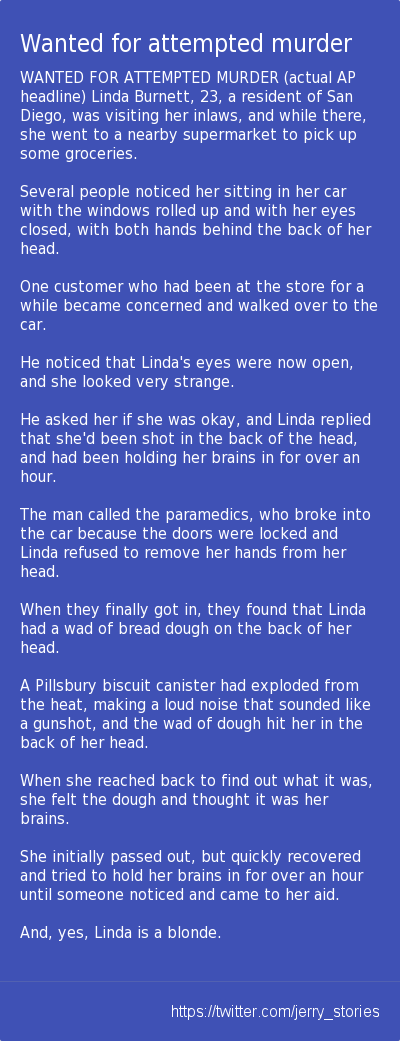 Wanted for attempted murder
WANTED FOR ATTEMPTED MURDER (actual AP
headline) Linda Burnett, 23, a resident of San
Diego, was visiting her inlaws, and while there,
she went to a nearby supermarket to pick up
some groceries.
Several people noticed her sitting in her car
with the windows rolled up and with her eyes
closed, with both hands behind the back of her
head.
One customer who had been at the store for a
while became concerned and walked over to the
car.
He noticed that Linda's eyes were now open,
and she looked very strange.
He asked her if she was okay, and Linda replied
that she'd been shot in the back of the head,
and had been holding her brains in for over an
hour.
The man called the paramedics, who broke into
the car because the doors were locked and
Linda refused to remove her hands from her
head.
When they finally got in, they found that Linda
had a wad of bread dough on the back of her
head.
A Pillsbury biscuit canister had exploded from
the heat, making a loud noise that sounded like
a gunshot, and the wad of dough hit her in the
back of her head.
When she reached back to find out what it was,
she felt the dough and thought it was her
brains.
She initially passed out, but quickly recovered
and tried to hold her brains in for over an hour
until someone noticed and came to her aid.
And, yes, Linda is a blonde.
https://twitter.com/jerry_stories